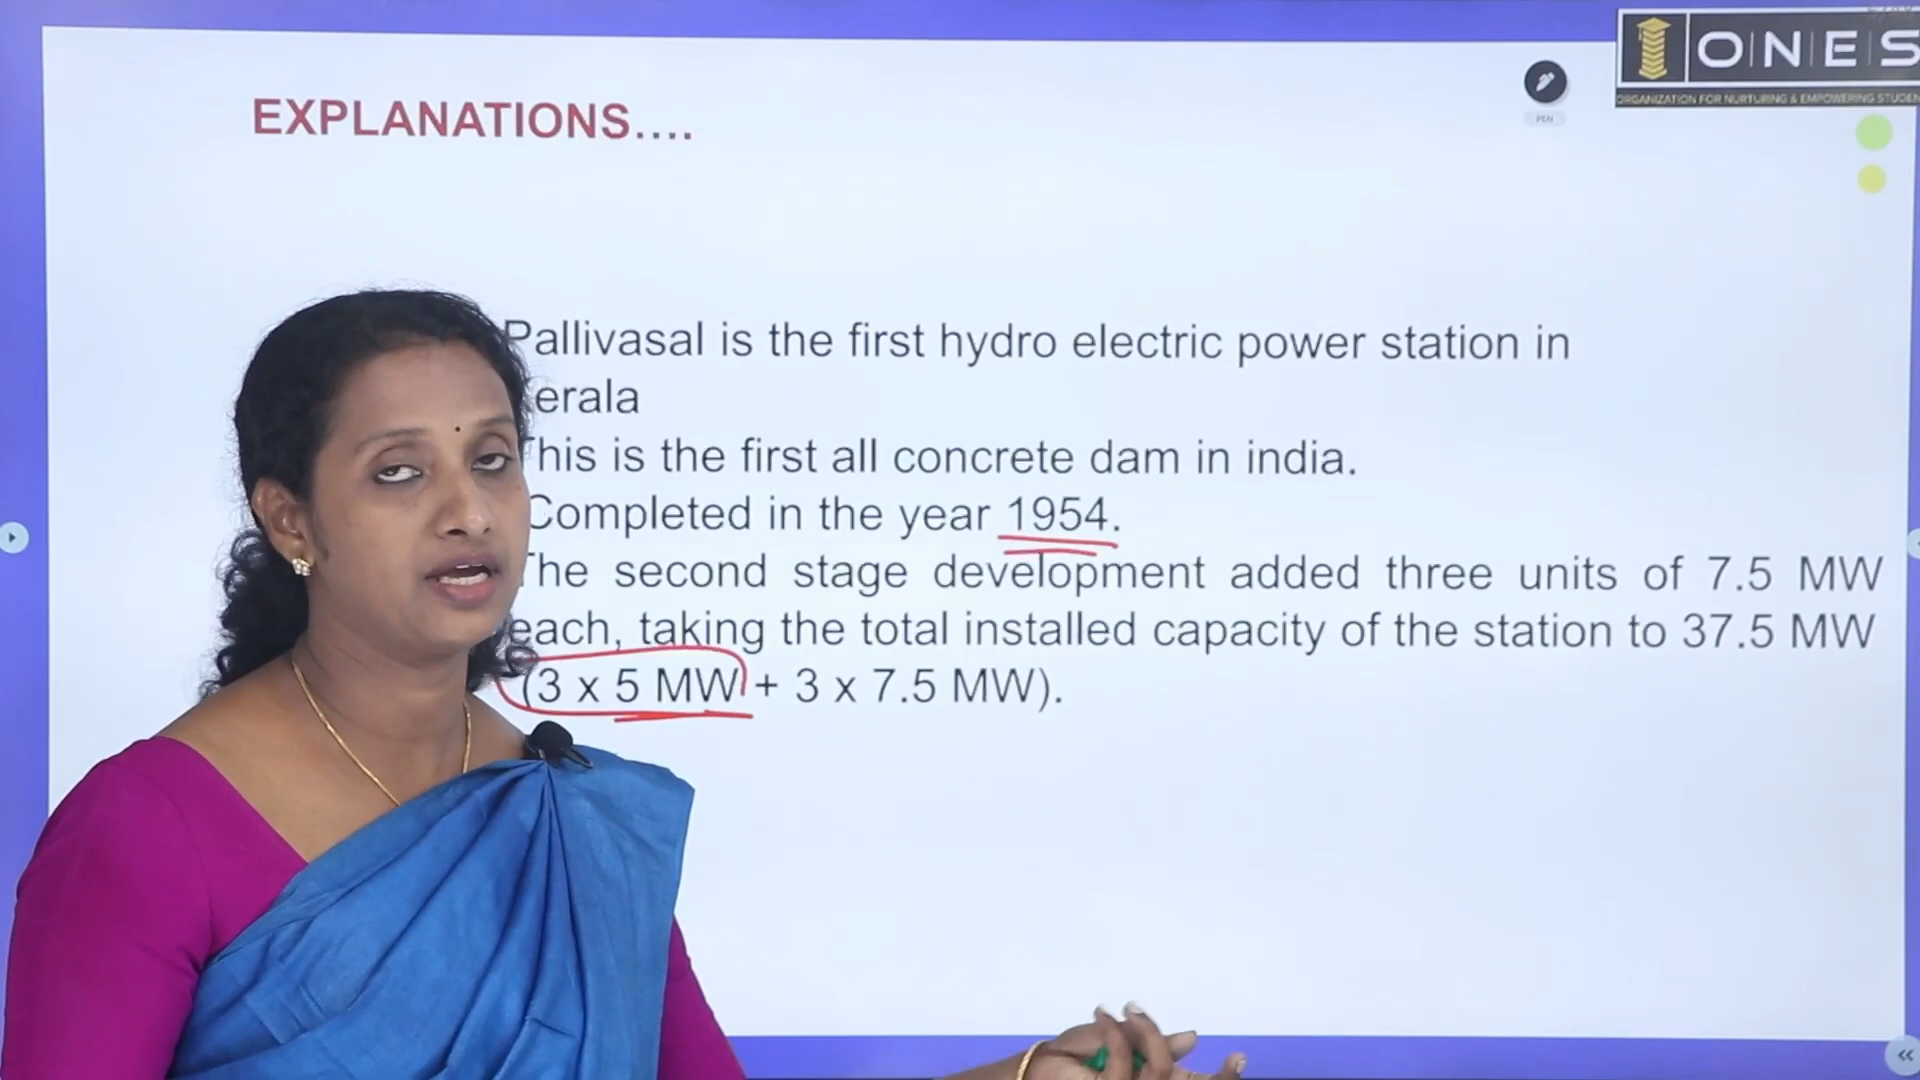 ONES
ORGANIZATION FOR NURTURING & EMPOWERING STUDEN
PEN
EXPLANATIONS....
Pallivasal is the first hydro electric power station in
erala
This is the first all concrete dam in india.
Completed in the year 1954.
The second stage development added three units of 7.5 MW
each, taking the total installed capacity of the station to 37.5 MW
(3 x 5 MW + 3 x 7.5 MW).